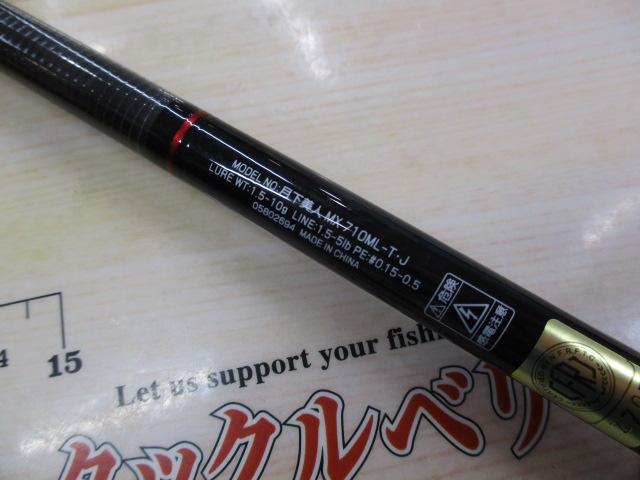 MODEL NO:月下美人 MX 710ML-T・J
LURE WT:1.5-10g LINE:1.5-5lb PE:#0.15-0.5
05802694 MADE IN CHINA
危険
感電注意
15
Let us support your fish
タックルベリ